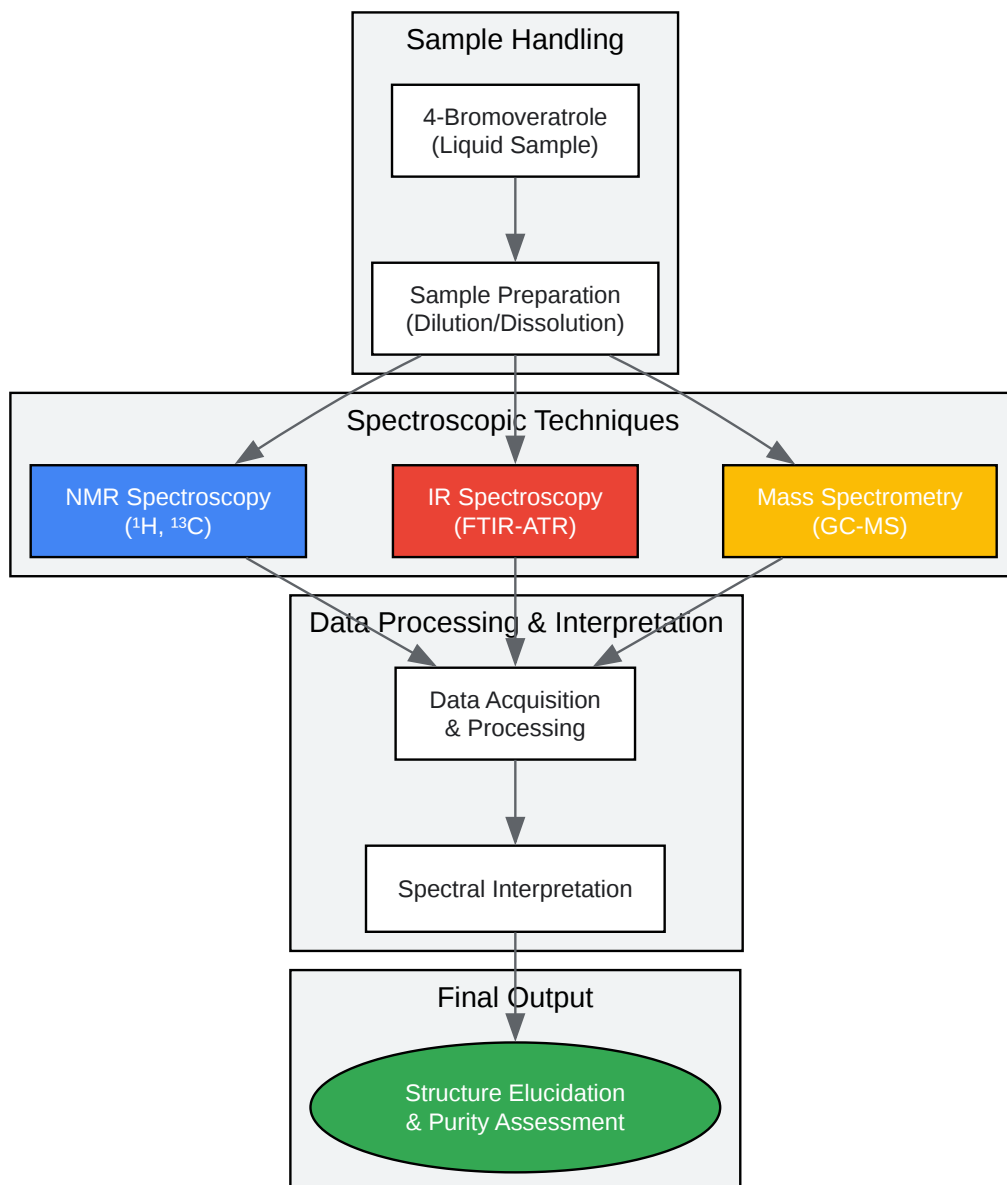 Sample Handling
4-Bromoveratrole
(Liquid Sample)
Sample Preparation
(Dilution/Dissolution)
Spectroscopic Techniques
NMR Spectroscopy
(¹H, ¹³C)
IR Spectroscopy
(FTIR-ATR)
Mass Spectrometry
(GC-MS)
Data Processing & Interpretation
Data Acquisition
& Processing
Spectral Interpretation
Final Output
Structure Elucidation
& Purity Assessment